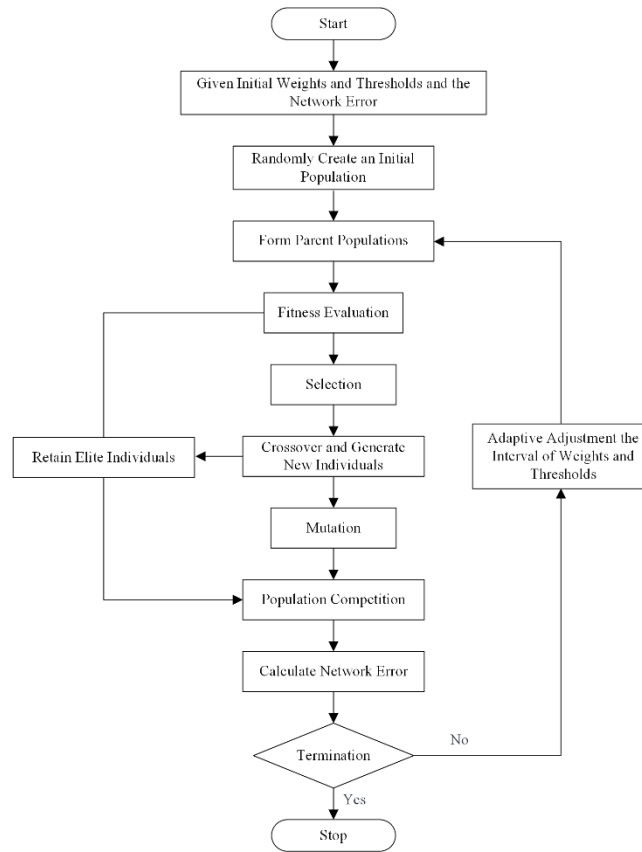 Start
Given Initial Weights and Thresholds and the
Network Error
Randomly Create an Initial
Population
Form Parent Populations
Fitness Evaluation
Selection
Retain Elite Individuals
Crossover and Generate
New Individuals
Adaptive Adjustment the
Interval of Weights and
Thresholds
Mutation
Population Competition
Calculate Network Error
Termination
No
Yes
Stop